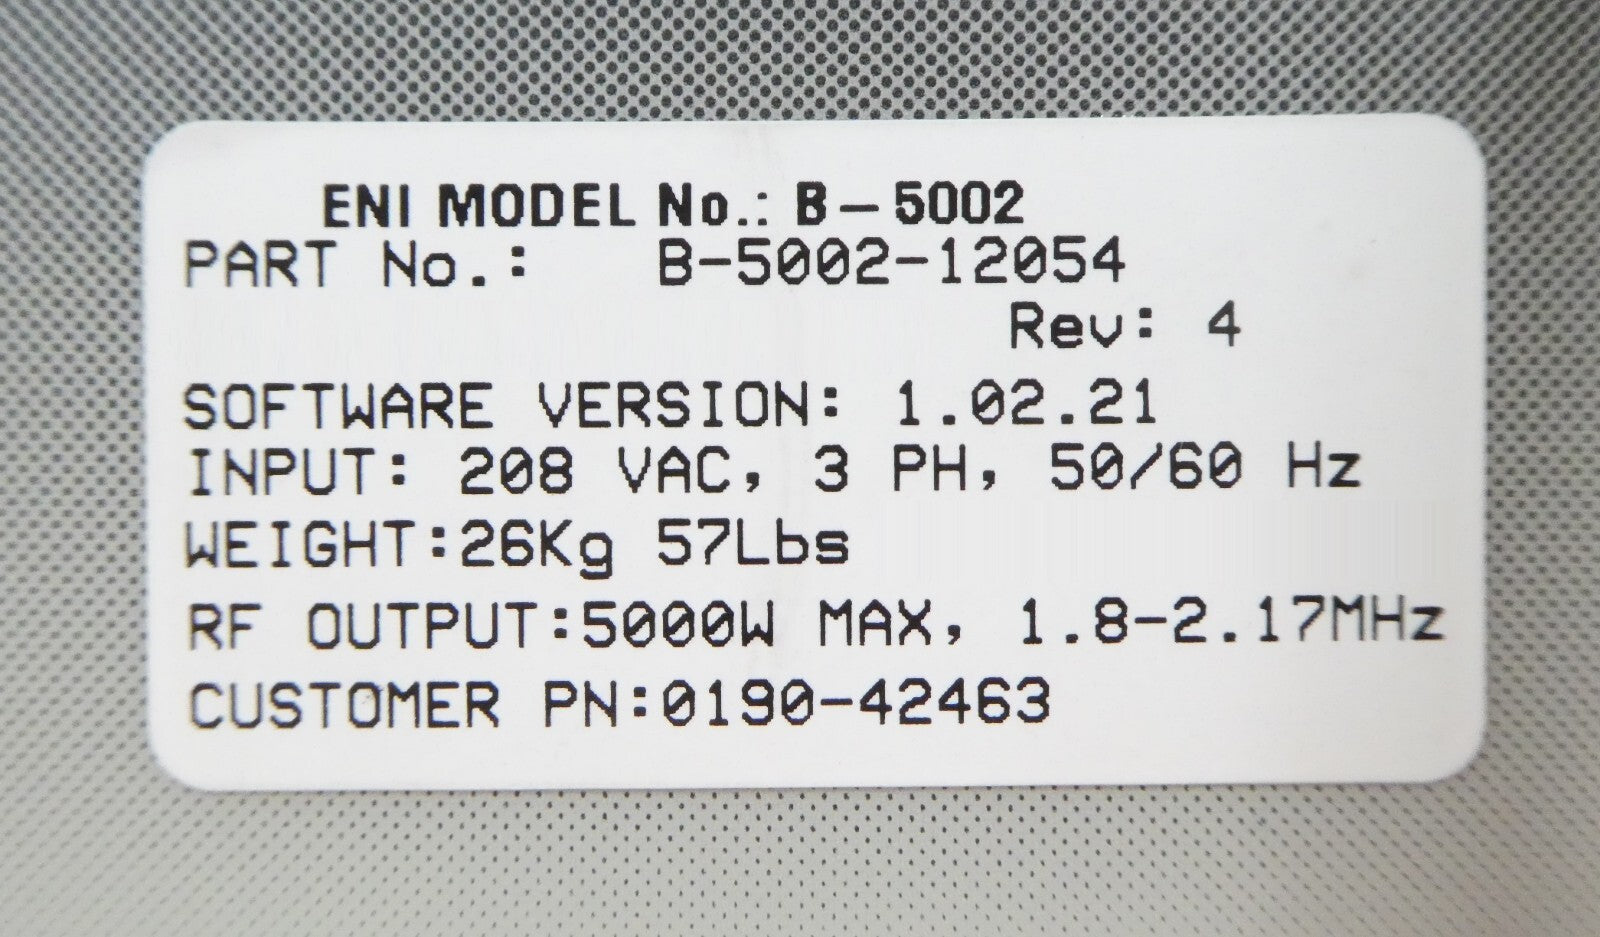 ENI MODEL No.: B-5002
PART No.: B-5002-12054
Rev: 4
SOFTWARE VERSION: 1.02.21
INPUT: 208 VAC, 3 PH, 50/60 Hz
WEIGHT:26Kg 57Lbs
RF OUTPUT:5000W MAX, 1.8-2.17MHz
CUSTOMER PN:0190-42463